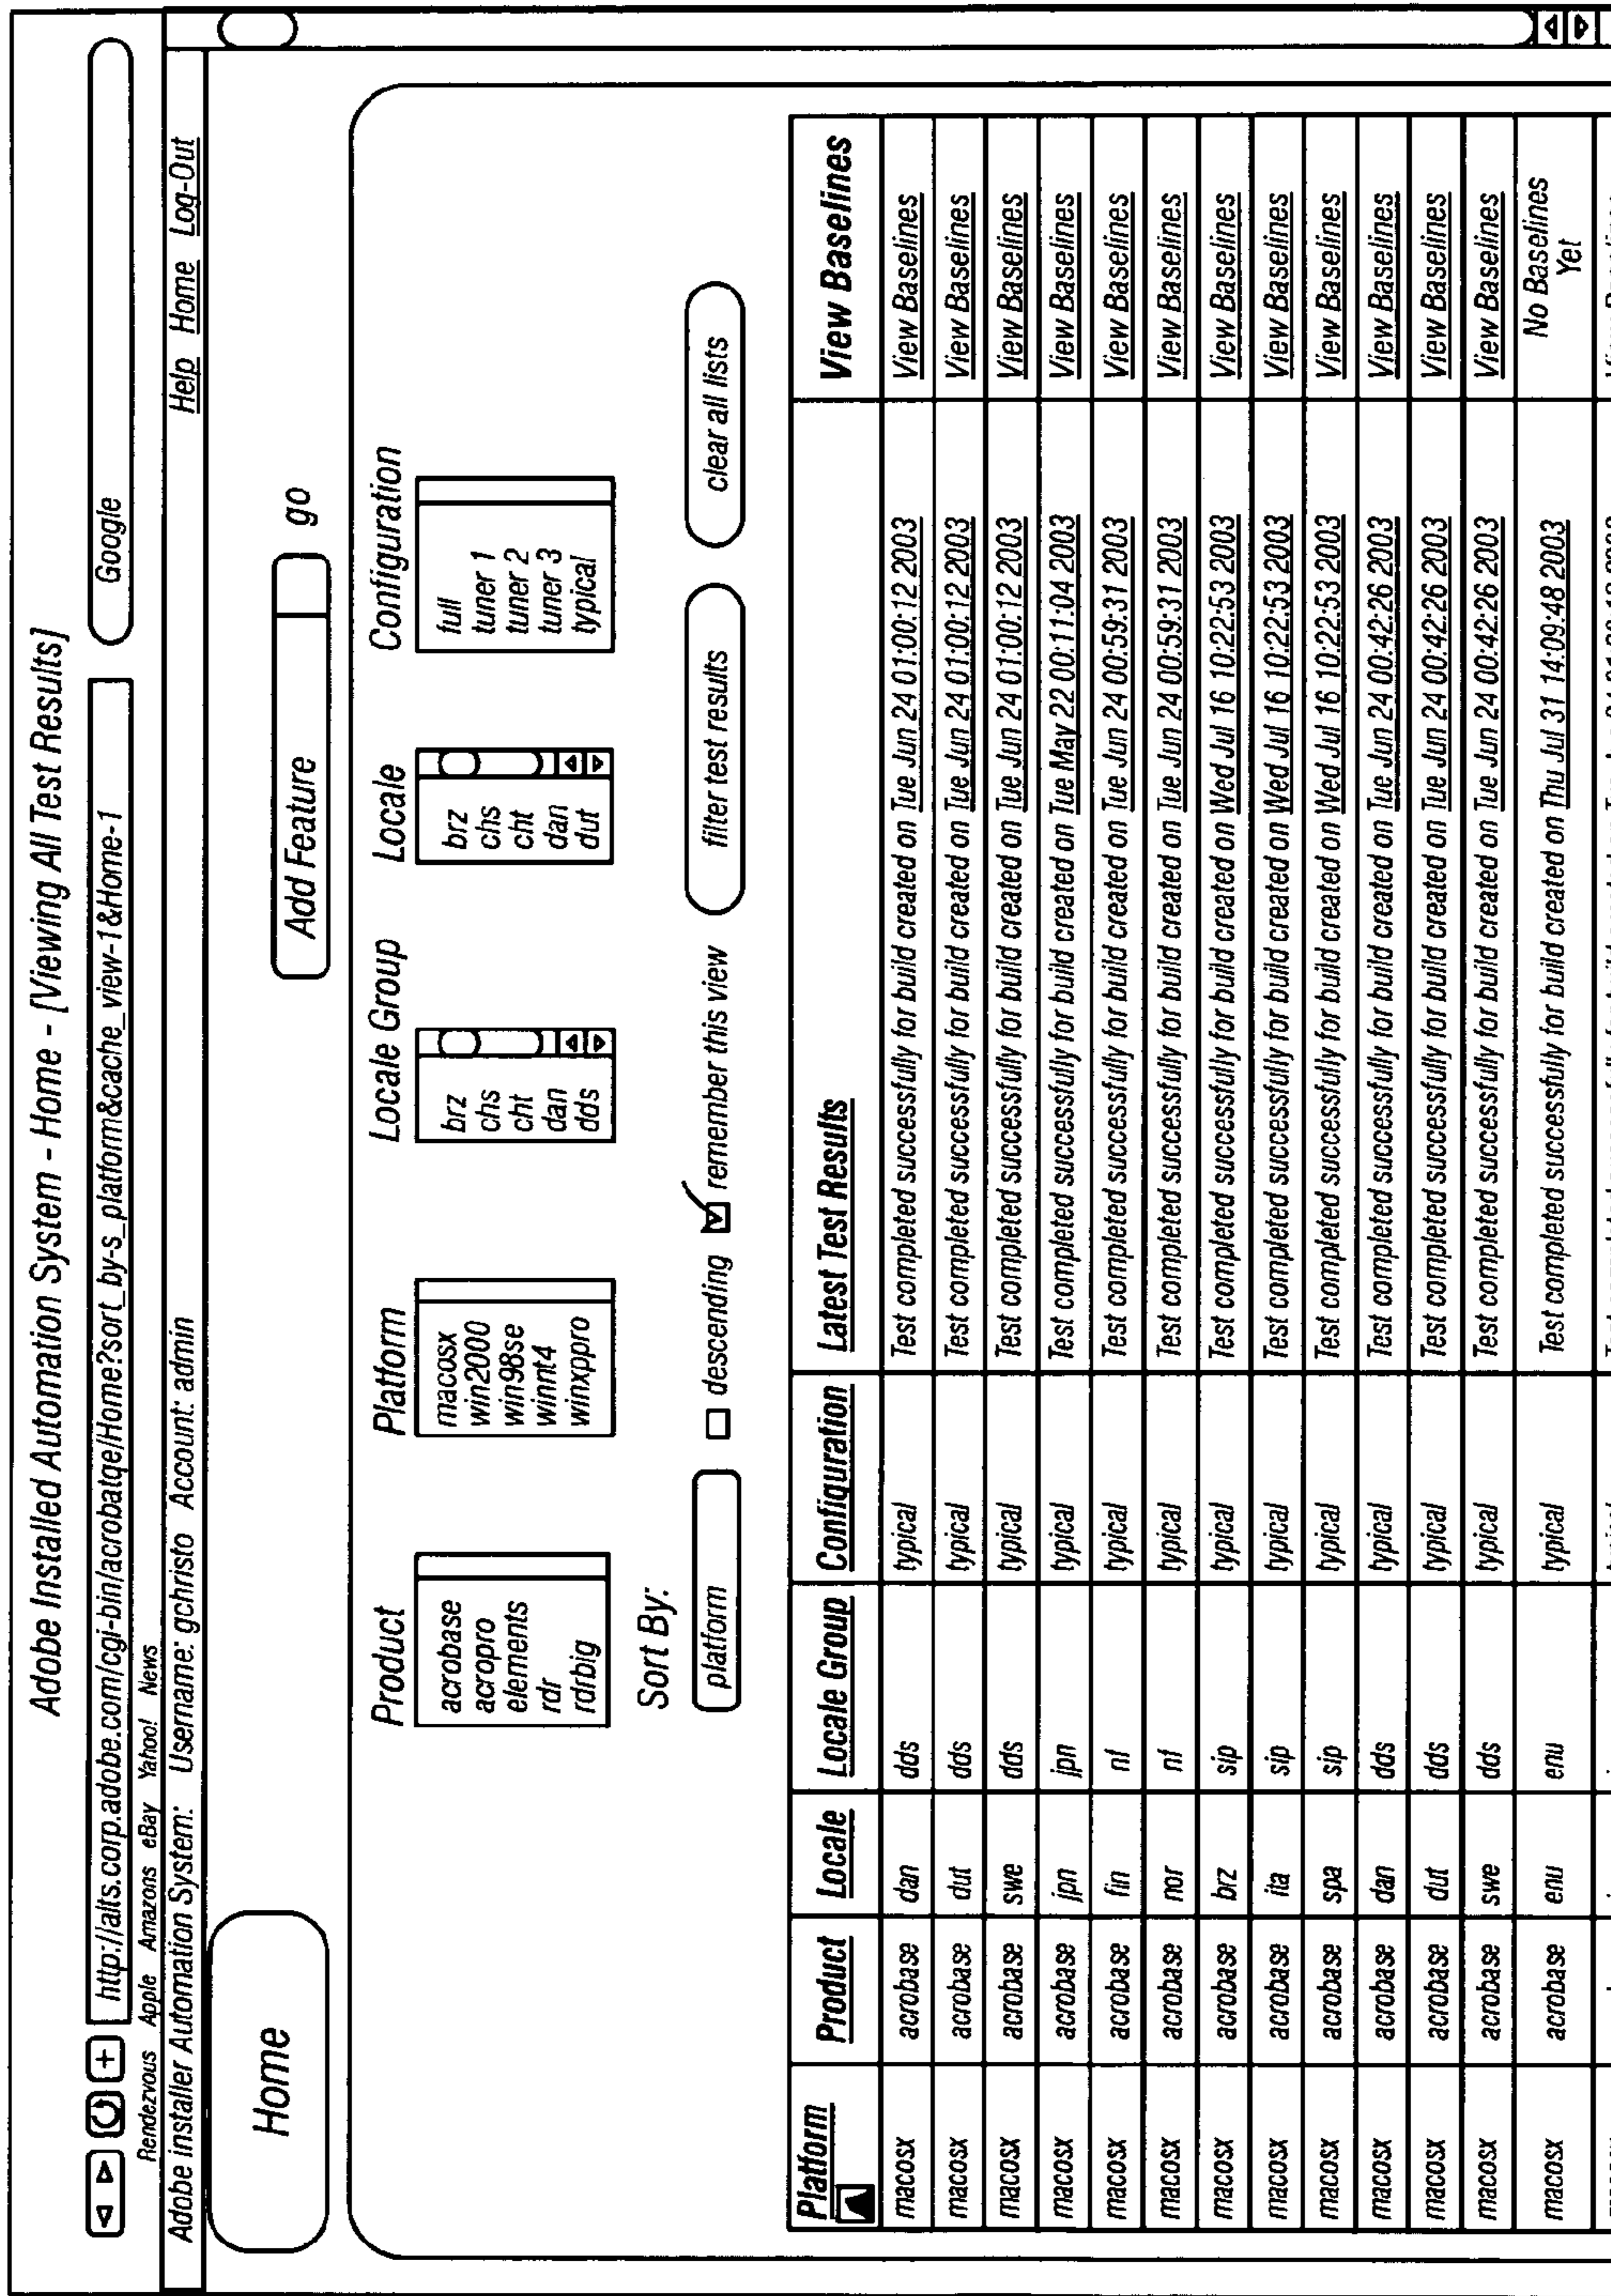 Adobe Installed Automation System - Home - [Viewing All Test Results]
http://alts.corp.adobe.com/cgi-bin/acrobatqe/Home?sort_by-s_platform&cache_view-1&Home-1 Google
Rendezvous Apple Amazons eBay Yahoo! News
Adobe installer Automation System: Username: gchristo Account: admin Help Home Log-Out
Home
Add Feature go
Product Platform Locale Group Locale Configuration
acrobase macosx brz brz full
acropro win2000 chs chs tuner 1
elements win98se cht cht tuner 2
rdr winnt4 dan dan tuner 3
rdrbig winxppro dds dut typical
Sort By:
platform descending remember this view filter test results clear all lists
Platform Product Locale Locale Group Configuration Latest Test Results View Baselines
macosx acrobase dan dds typical Test completed successfully for build created on Tue Jun 24 01:00:12 2003 View Baselines
macosx acrobase dut dds typical Test completed successfully for build created on Tue Jun 24 01:00:12 2003 View Baselines
macosx acrobase swe dds typical Test completed successfully for build created on Tue Jun 24 01:00:12 2003 View Baselines
macosx acrobase jpn jpn typical Test completed successfully for build created on Tue May 22 00:11:04 2003 View Baselines
macosx acrobase fin nf typical Test completed successfully for build created on Tue Jun 24 00:59:31 2003 View Baselines
macosx acrobase nor nf typical Test completed successfully for build created on Tue Jun 24 00:59:31 2003 View Baselines
macosx acrobase brz sip typical Test completed successfully for build created on Wed Jul 16 10:22:53 2003 View Baselines
macosx acrobase ita sip typical Test completed successfully for build created on Wed Jul 16 10:22:53 2003 View Baselines
macosx acrobase spa sip typical Test completed successfully for build created on Wed Jul 16 10:22:53 2003 View Baselines
macosx acrobase dan dds typical Test completed successfully for build created on Tue Jun 24 00:42:26 2003 View Baselines
macosx acrobase dut dds typical Test completed successfully for build created on Tue Jun 24 00:42:26 2003 View Baselines
macosx acrobase swe dds typical Test completed successfully for build created on Tue Jun 24 00:42:26 2003 View Baselines
macosx acrobase enu enu typical Test completed successfully for build created on Thu Jul 31 14:09:48 2003 No Baselines
Yet